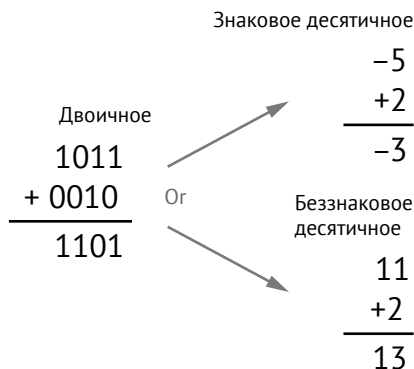 Знаковое десятичное
–5
+2
–3
Двоичное
1011
+ 0010
1101
Or
Беззнаковое
десятичное
11
+2
13